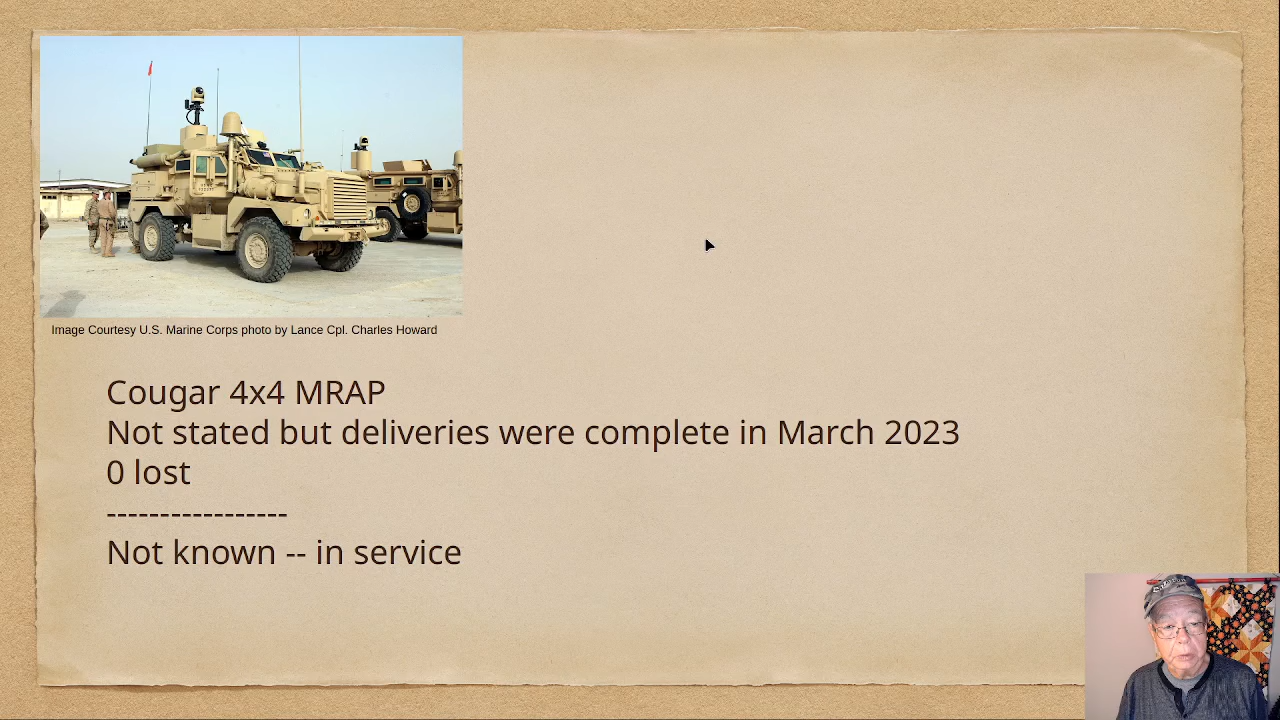 Image Courtesy U.S. Marine Corps photo by Lance Cpl. Charles Howard
Cougar 4x4 MRAP
Not stated but deliveries were complete in March 2023
0 lost
-----------------
Not known -- in service